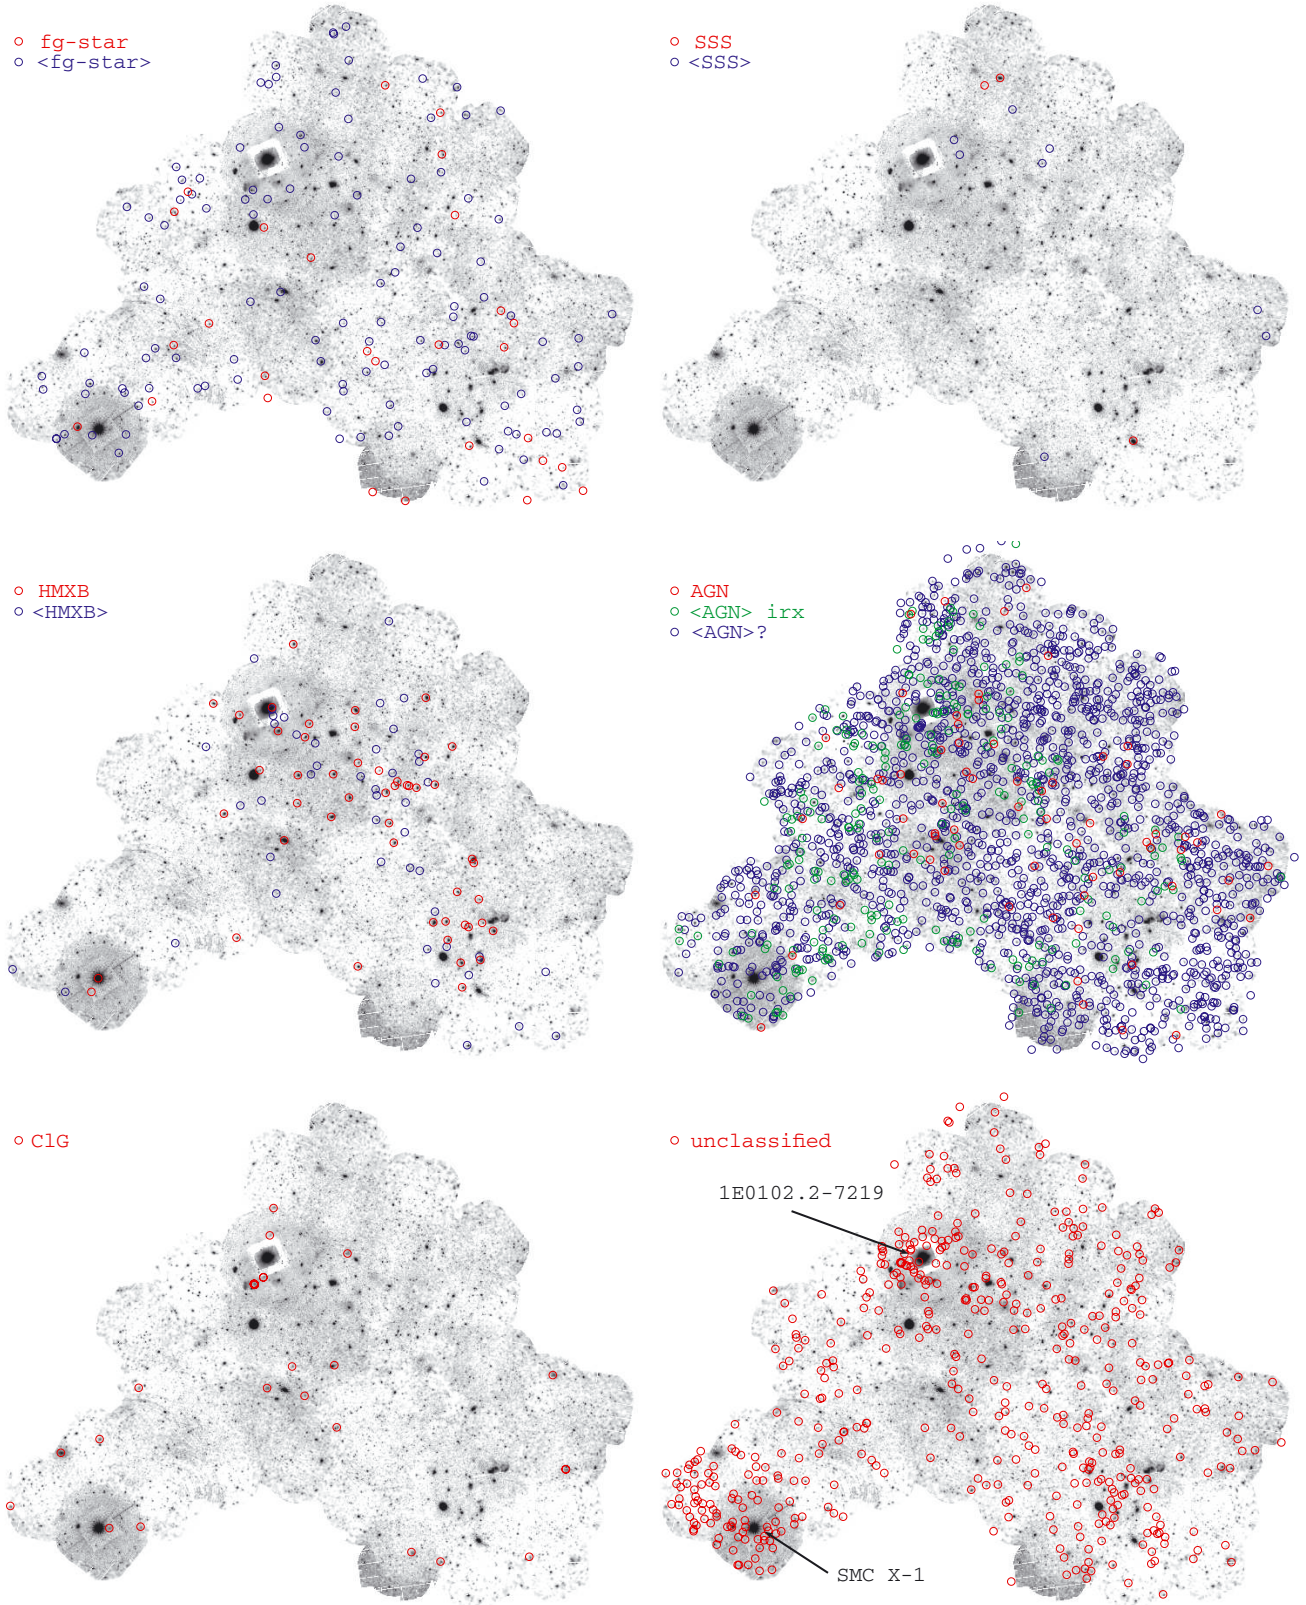 fg-star
<fg-star>
SSS
<SSS>
HMXB
<HMXB>
AGN
<AGN> irx
<AGN>?
ClG
unclassified
1E0102.2-7219
SMC X-1